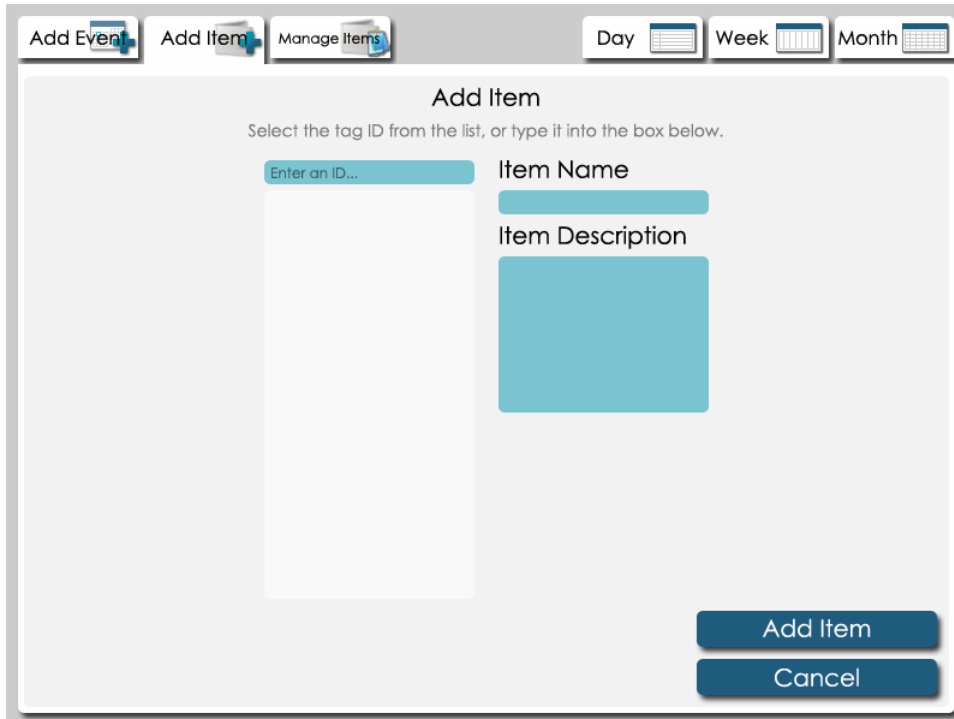 Add Event
Add Item
Manage Items
Day
Week
Month
Add Item
Select the tag ID from the list, or type it into the box below.
Enter an ID...
Item Name
Item Description
Add Item
Cancel